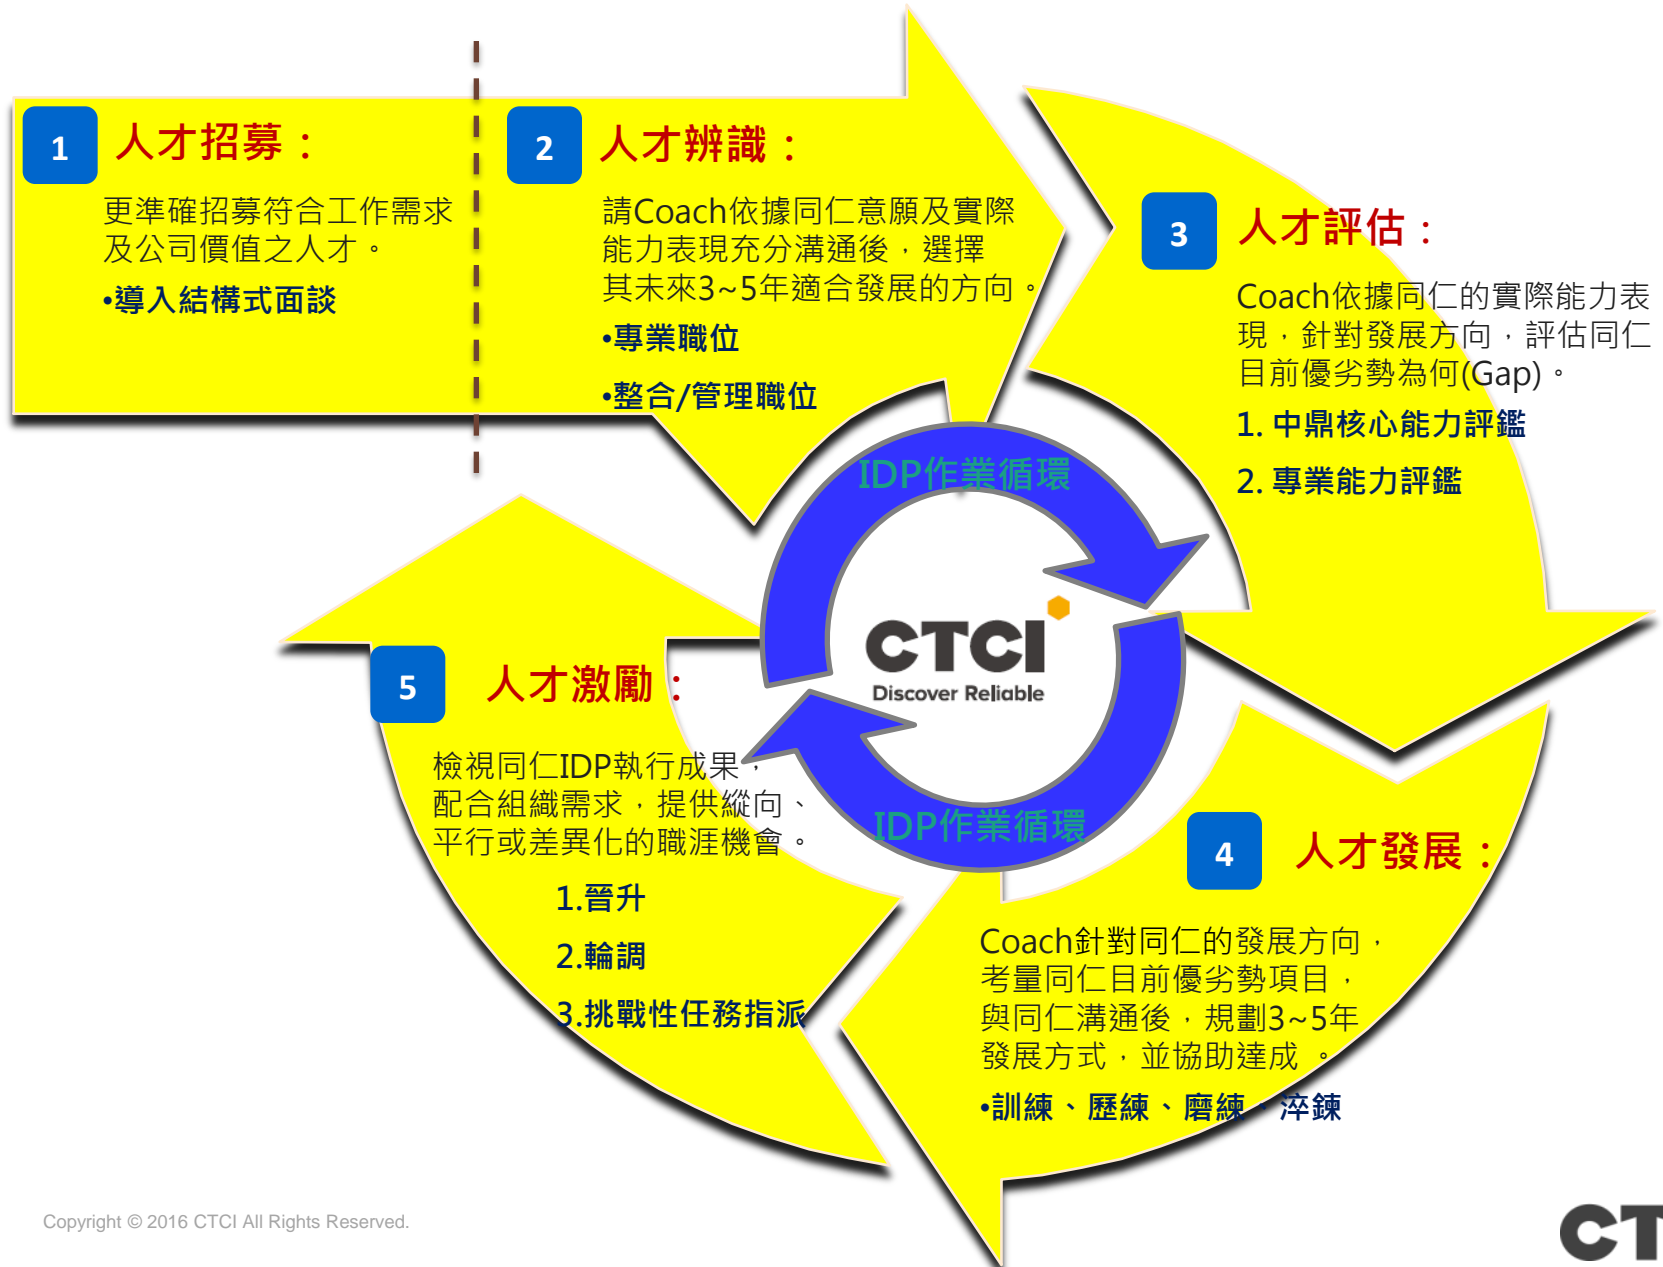 1
人才招募：
更準確招募符合工作需求
及公司價值之人才。
•導入結構式面談
2
人才辨識：
請Coach依據同仁意願及實際
能力表現充分溝通後，選擇
其未來3~5年適合發展的方向。
•專業職位
•整合/管理職位
3
人才評估：
Coach依據同仁的實際能力表
現，針對發展方向，評估同仁
目前優劣勢為何(Gap)。
1. 中鼎核心能力評鑑
2. 專業能力評鑑
IDP作業循環
CTCI
Discover Reliable
IDP作業循環
4
人才發展：
Coach針對同仁的發展方向，
考量同仁目前優劣勢項目，
與同仁溝通後，規劃3~5年
發展方式，並協助達成 。
•訓練、歷練、磨練、淬鍊
5
人才激勵：
檢視同仁IDP執行成果，
配合組織需求，提供縱向、
平行或差異化的職涯機會。
1.晉升
2.輪調
3.挑戰性任務指派
Copyright © 2016 CTCI All Rights Reserved.
CT